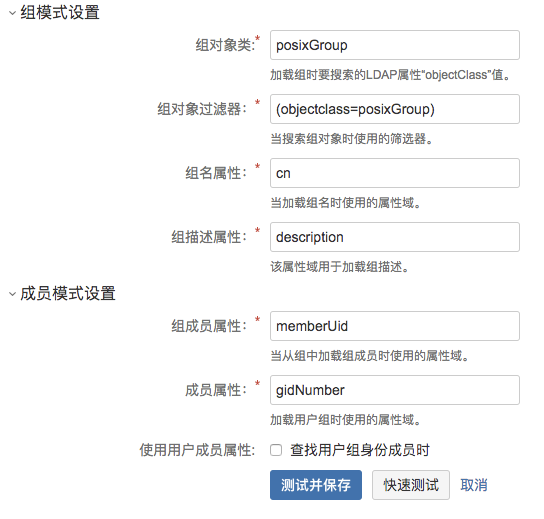 组模式设置
组对象类:* posixGroup
加载组时要搜索的LDAP属性“objectClass”值。
组对象过滤器：* (objectclass=posixGroup)
当搜索组对象时使用的筛选器。
组名属性：* cn
当加载组名时使用的属性域。
组描述属性：* description
该属性域用于加载组描述。
成员模式设置
组成员属性：* memberUid
当从组中加载组成员时使用的属性域。
成员属性：* gidNumber
加载用户组时使用的属性域。
使用用户成员属性: 查找用户组身份成员时
测试并保存 快速测试 取消